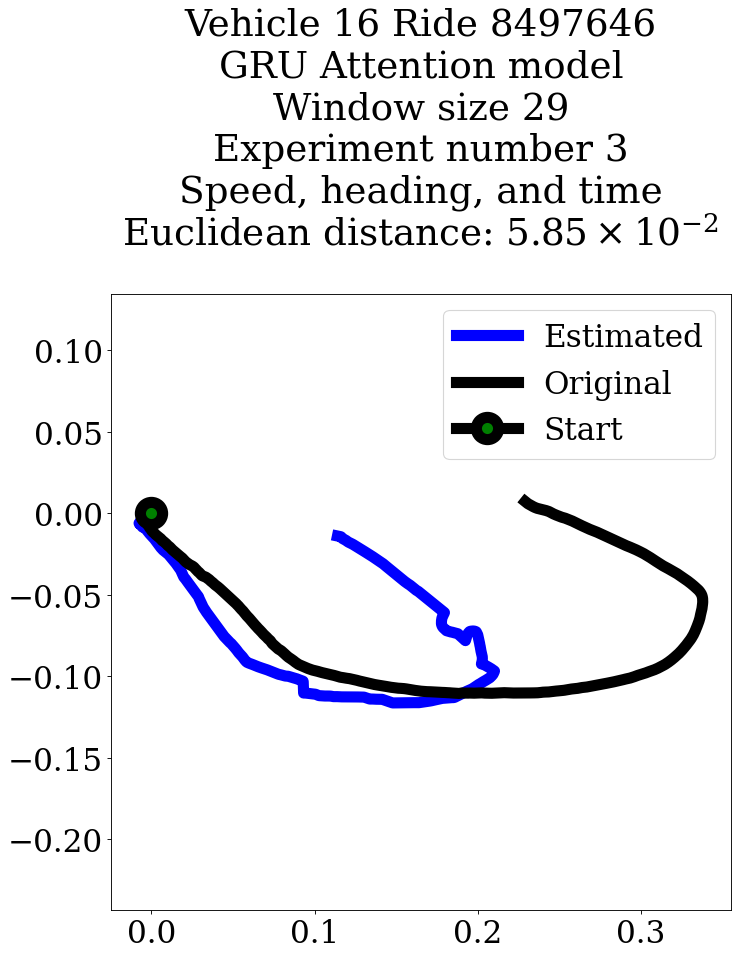 Vehicle 16 Ride 8497646
GRU Attention model
Window size 29
Experiment number 3
Speed, heading, and time
Euclidean distance: 5.85 × 10⁻²
Estimated
Original
Start
0.10
0.05
0.00
−0.05
−0.10
−0.15
−0.20
0.0 0.1 0.2 0.3